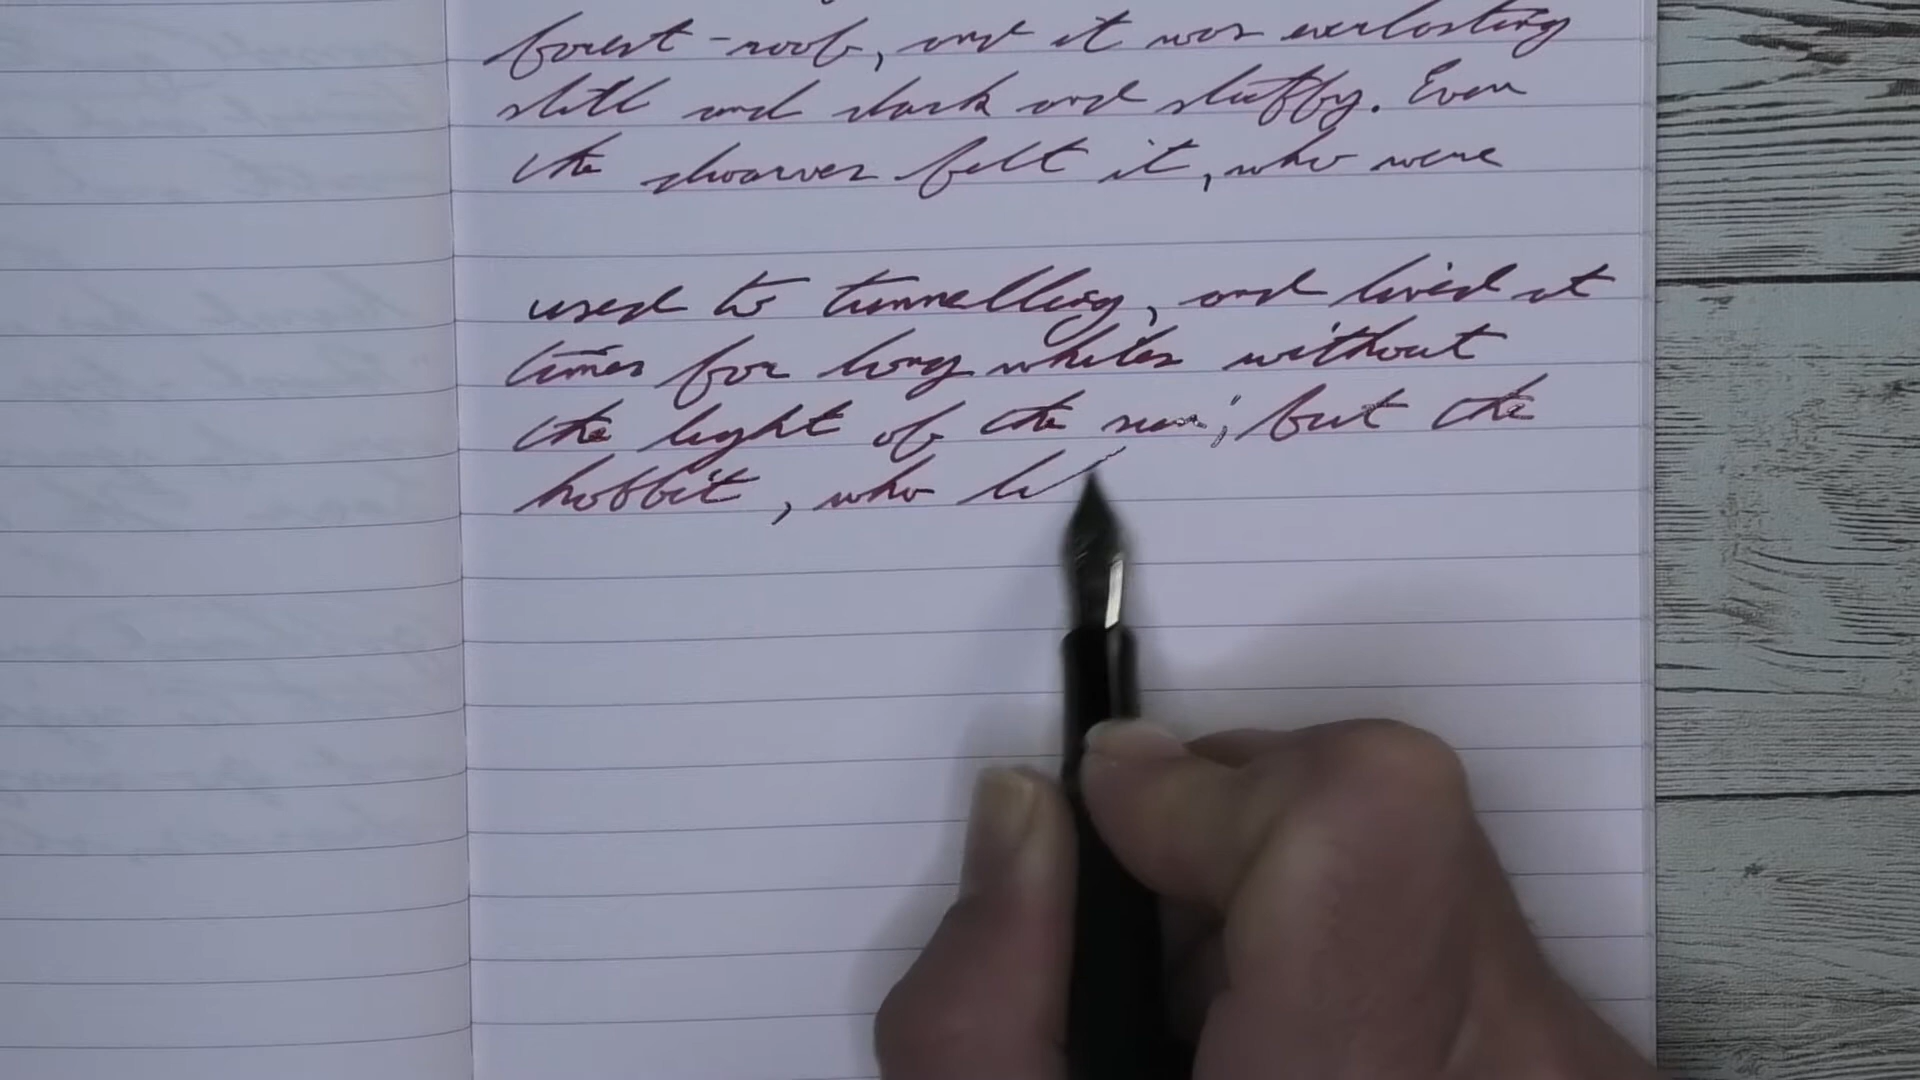 forest-roof, and it was everlasting
still and dark and stuffy. Even
the dwarves felt it, who were
used to tunnelling, and lived at
times for long whiles without
the light of the sun; but the
hobbit, who li